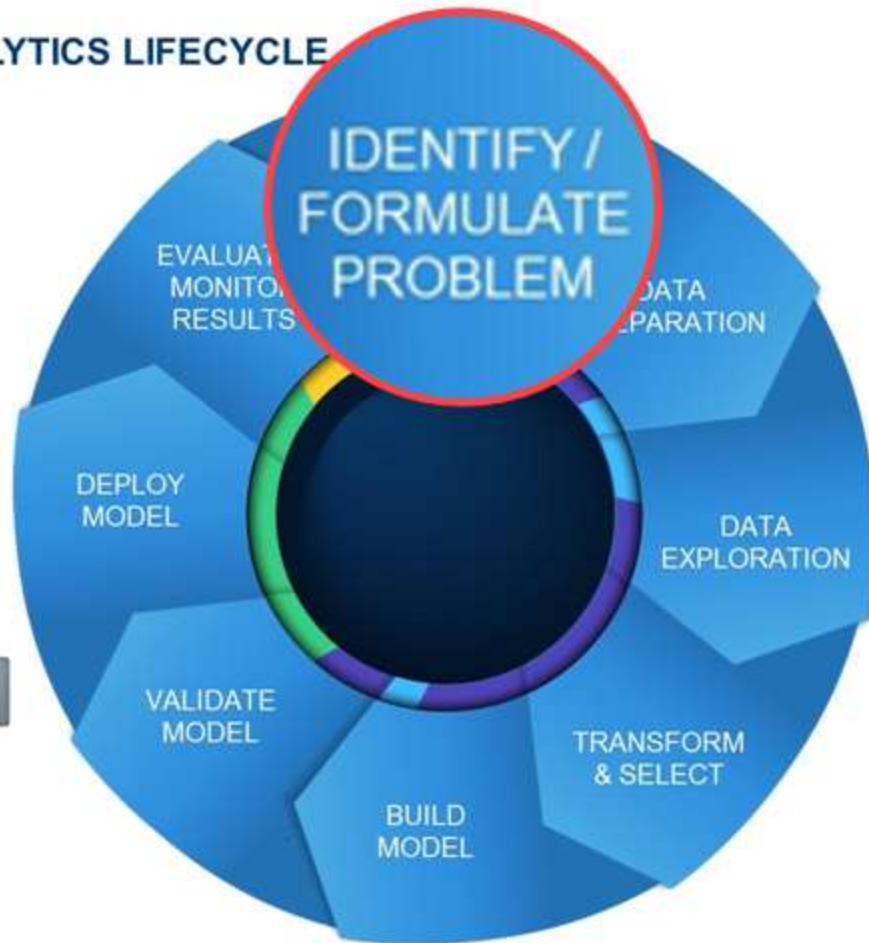 LYTICS LIFECYCLE
IDENTIFY /
FORMULATE
PROBLEM
DATA
EPARATION
DATA
EXPLORATION
TRANSFORM
& SELECT
BUILD
MODEL
VALIDATE
MODEL
DEPLOY
MODEL
EVALUAT
MONITO
RESULTS